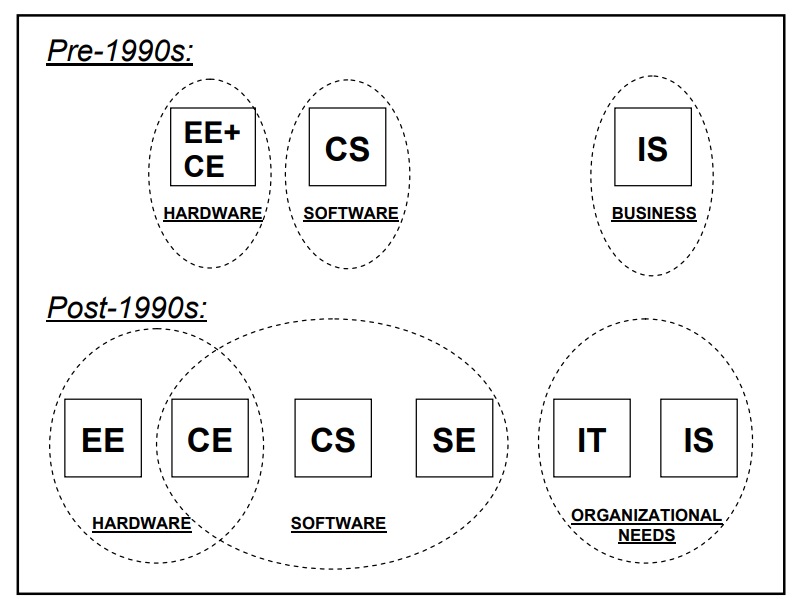 Pre-1990s:
EE+
CE
CS
IS
HARDWARE
SOFTWARE
BUSINESS
Post-1990s:
EE
CE
CS
SE
IT
IS
HARDWARE
SOFTWARE
ORGANIZATIONAL
NEEDS